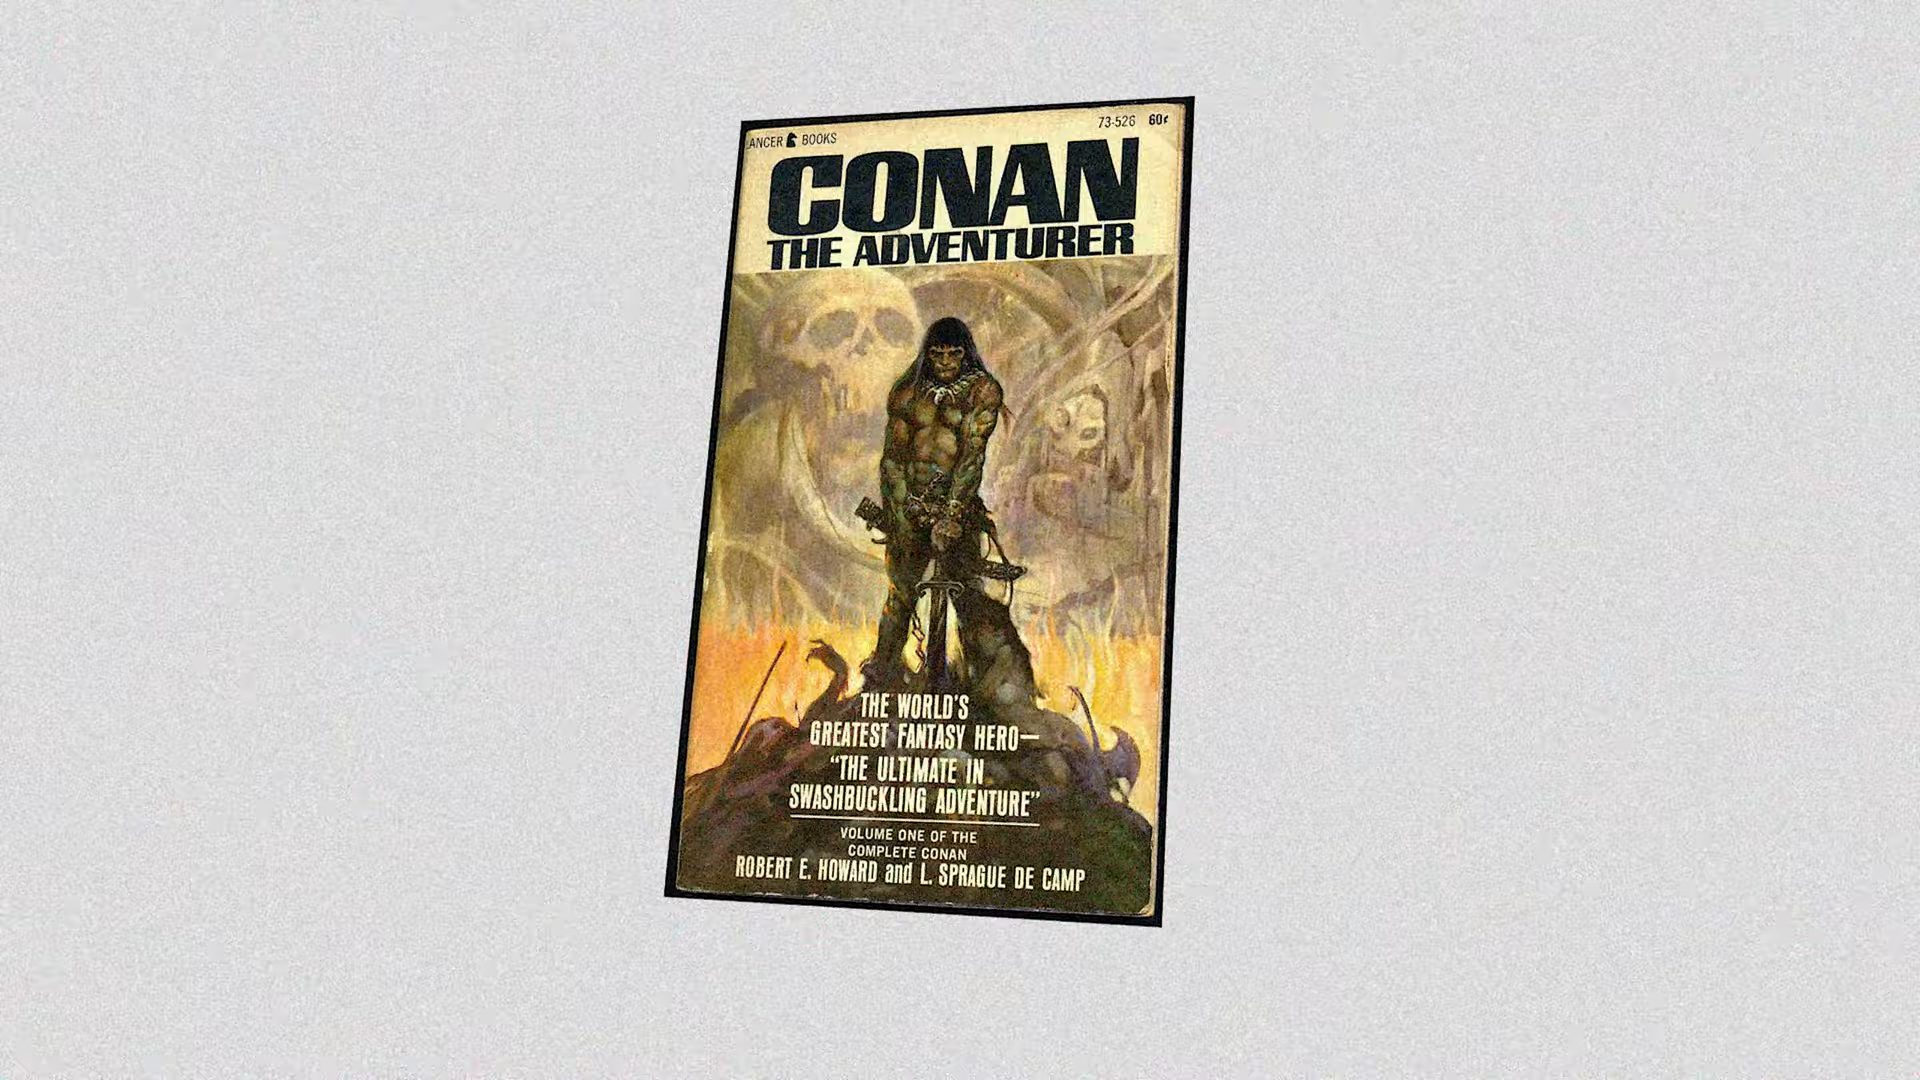 ANCER BOOKS
73-526 60¢
CONAN
THE ADVENTURER
THE WORLD'S
GREATEST FANTASY HERO—
"THE ULTIMATE IN
SWASHBUCKLING ADVENTURE"
VOLUME ONE OF THE
COMPLETE CONAN
ROBERT E. HOWARD and L. SPRAGUE DE CAMP